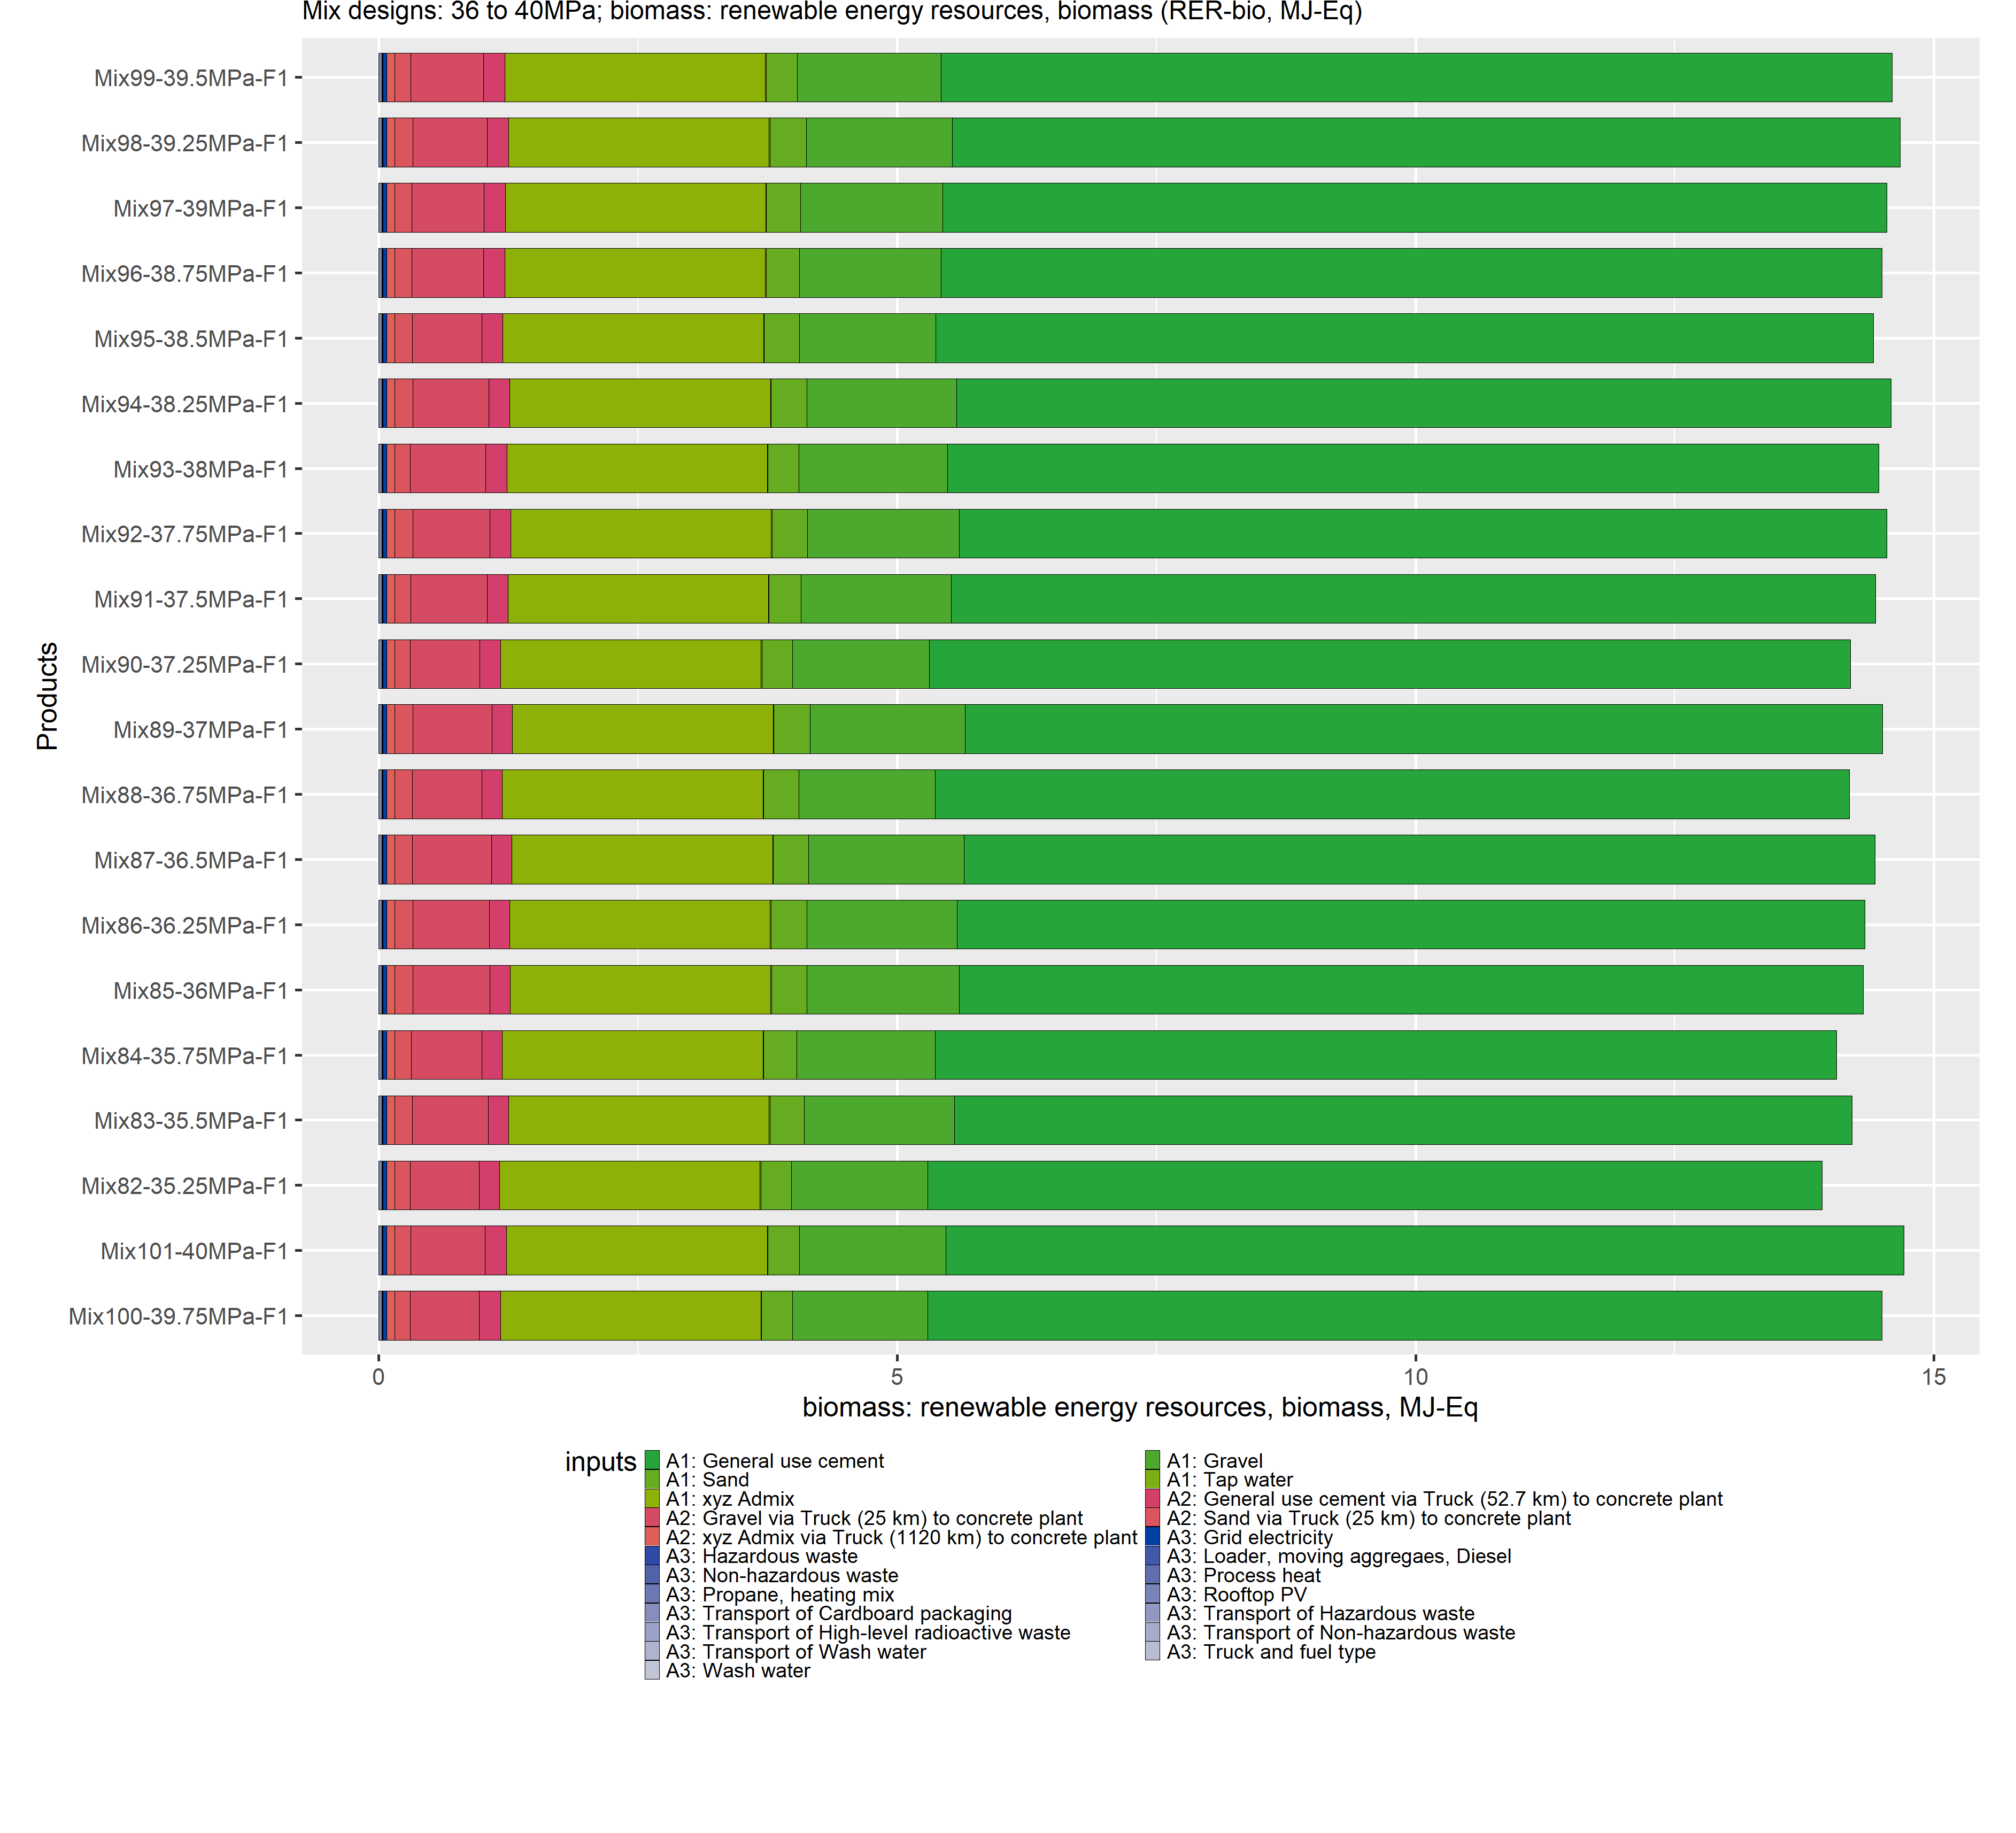 Mix designs: 36 to 40MPa; biomass: renewable energy resources, biomass (RER-bio, MJ-Eq)
Products
Mix99-39.5MPa-F1
Mix98-39.25MPa-F1
Mix97-39MPa-F1
Mix96-38.75MPa-F1
Mix95-38.5MPa-F1
Mix94-38.25MPa-F1
Mix93-38MPa-F1
Mix92-37.75MPa-F1
Mix91-37.5MPa-F1
Mix90-37.25MPa-F1
Mix89-37MPa-F1
Mix88-36.75MPa-F1
Mix87-36.5MPa-F1
Mix86-36.25MPa-F1
Mix85-36MPa-F1
Mix84-35.75MPa-F1
Mix83-35.5MPa-F1
Mix82-35.25MPa-F1
Mix101-40MPa-F1
Mix100-39.75MPa-F1
0 5 10 15
biomass: renewable energy resources, biomass, MJ-Eq
inputs
A1: General use cement
A1: Gravel
A1: Sand
A1: Tap water
A1: xyz Admix
A2: General use cement via Truck (52.7 km) to concrete plant
A2: Gravel via Truck (25 km) to concrete plant
A2: Sand via Truck (25 km) to concrete plant
A2: xyz Admix via Truck (1120 km) to concrete plant
A3: Grid electricity
A3: Hazardous waste
A3: Loader, moving aggregaes, Diesel
A3: Non-hazardous waste
A3: Process heat
A3: Propane, heating mix
A3: Rooftop PV
A3: Transport of Cardboard packaging
A3: Transport of Hazardous waste
A3: Transport of High-level radioactive waste
A3: Transport of Non-hazardous waste
A3: Transport of Wash water
A3: Truck and fuel type
A3: Wash water